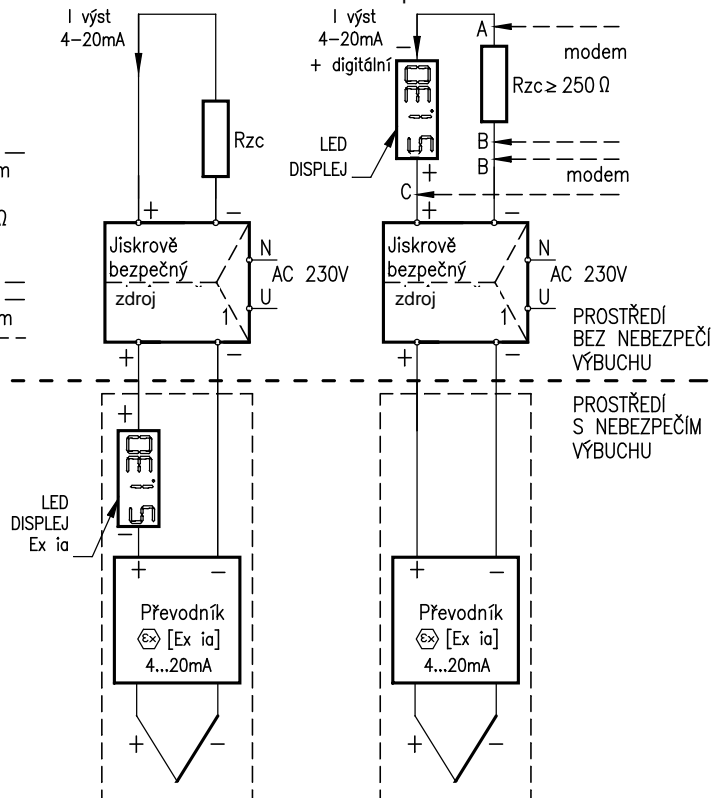 I výst
4–20mA
Rzc
+
–
Jiskrově
bezpečný
zdroj
1
N
AC 230V
U
+
–
+
LED
DISPLEJ
Ex ia
–
+
–
Převodník
Ex [Ex ia]
4...20mA
+
–
I výst
4–20mA
+ digitální
–
A
modem
Rzc ≥ 250 Ω
LED
DISPLEJ
B
B
+
modem
C
+
–
Jiskrově
bezpečný
zdroj
1
N
AC 230V
U
+
–
PROSTŘEDÍ
BEZ NEBEZPEČÍ
VÝBUCHU
PROSTŘEDÍ
S NEBEZPEČÍM
VÝBUCHU
+
–
Převodník
Ex [Ex ia]
4...20mA
+
–
m
Ω
m